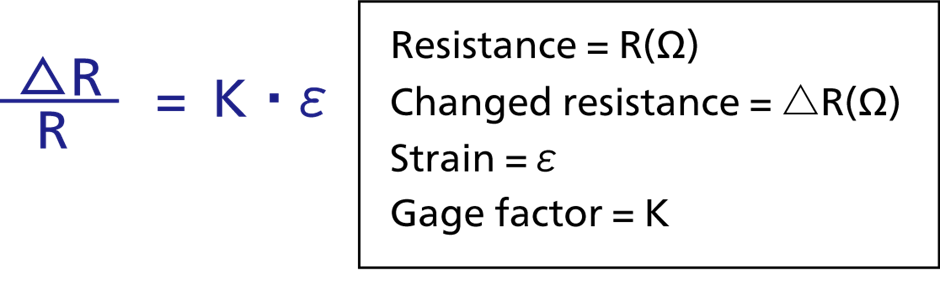 △R
R
= K · ε
Resistance = R(Ω)
Changed resistance = △R(Ω)
Strain = ε
Gage factor = K